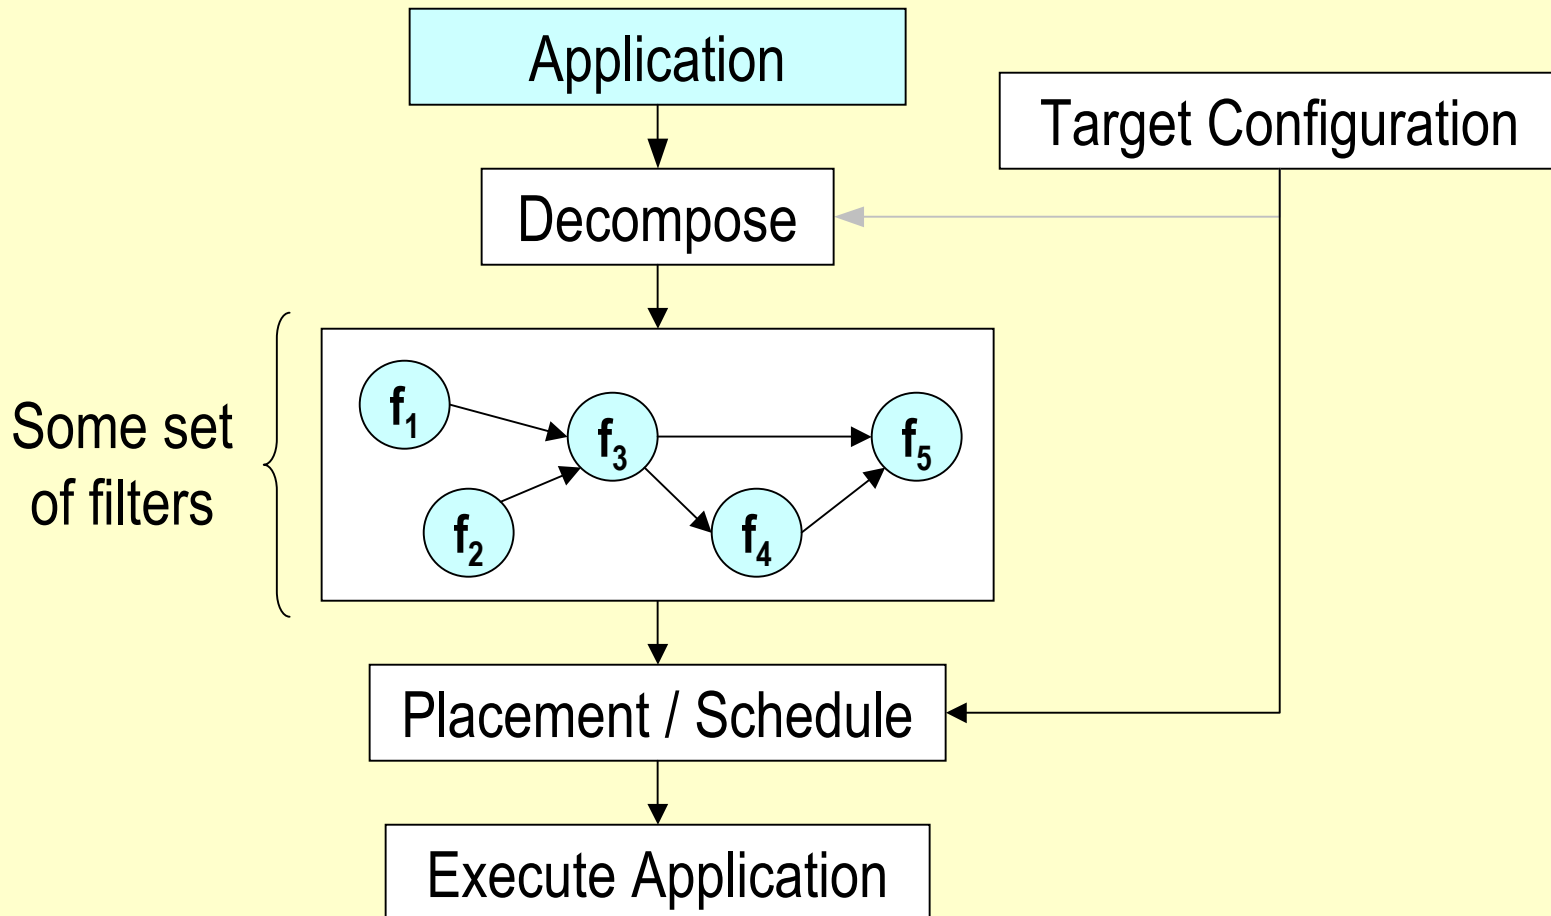 Application
Target Configuration
Decompose
Some set
of filters
f1
f3
f5
f2
f4
Placement / Schedule
Execute Application